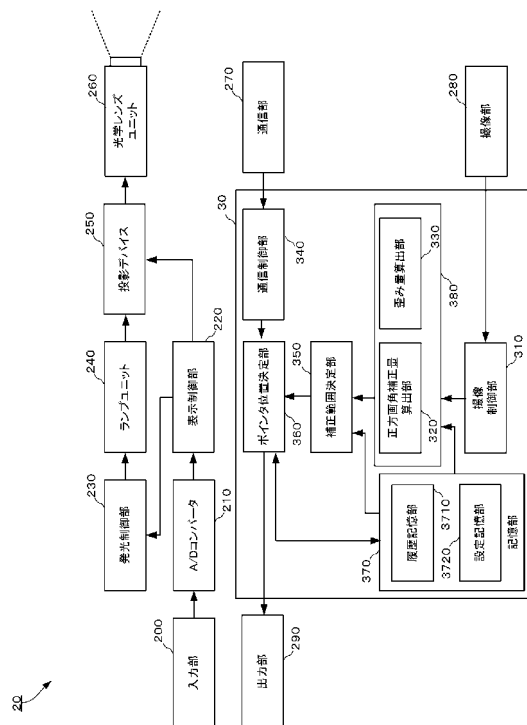 20
発光制御部
230
ランプユニット
240
投影デバイス
250
光学レンズ
ユニット
260
入力部
200
A/Dコンバータ
210
表示制御部
220
出力部
290
30
ポインタ位置決定部
360
通信制御部
340
通信部
270
補正範囲決定部
350
正方画角補正量
算出部
320
歪み量算出部
330
380
370
履歴記憶部
3710
設定記憶部
3720
記憶部
撮像
制御部
310
撮像部
280